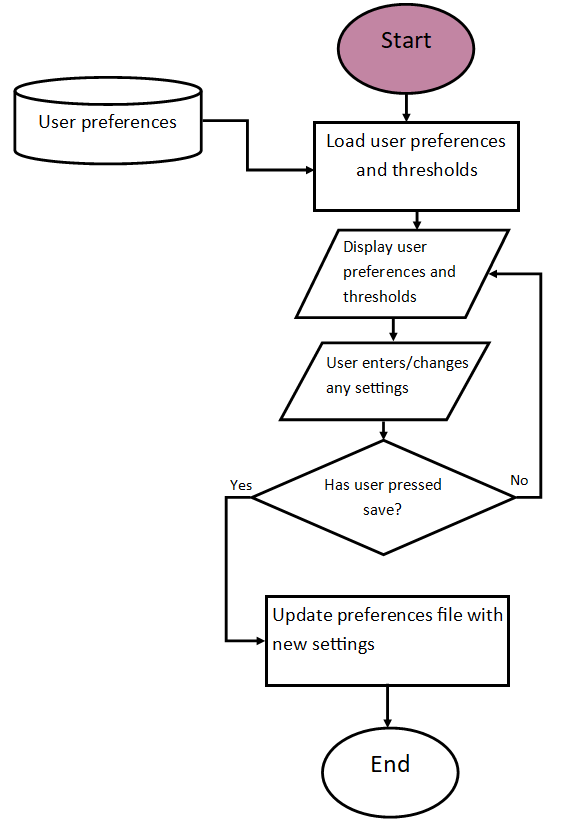 Start
User preferences
Load user preferences
and thresholds
Display user
preferences and
thresholds
User enters/changes
any settings
Yes
No
Has user pressed
save?
Update preferences file with
new settings
End